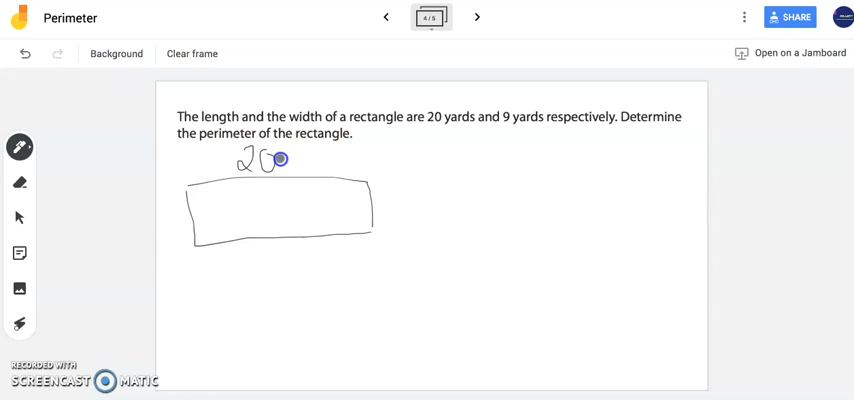 Perimeter
4 / 5
SHARE
Background
Clear frame
Open on a Jamboard
The length and the width of a rectangle are 20 yards and 9 yards respectively. Determine
the perimeter of the rectangle.
20
RECORDED WITH
SCREENCAST MATIC